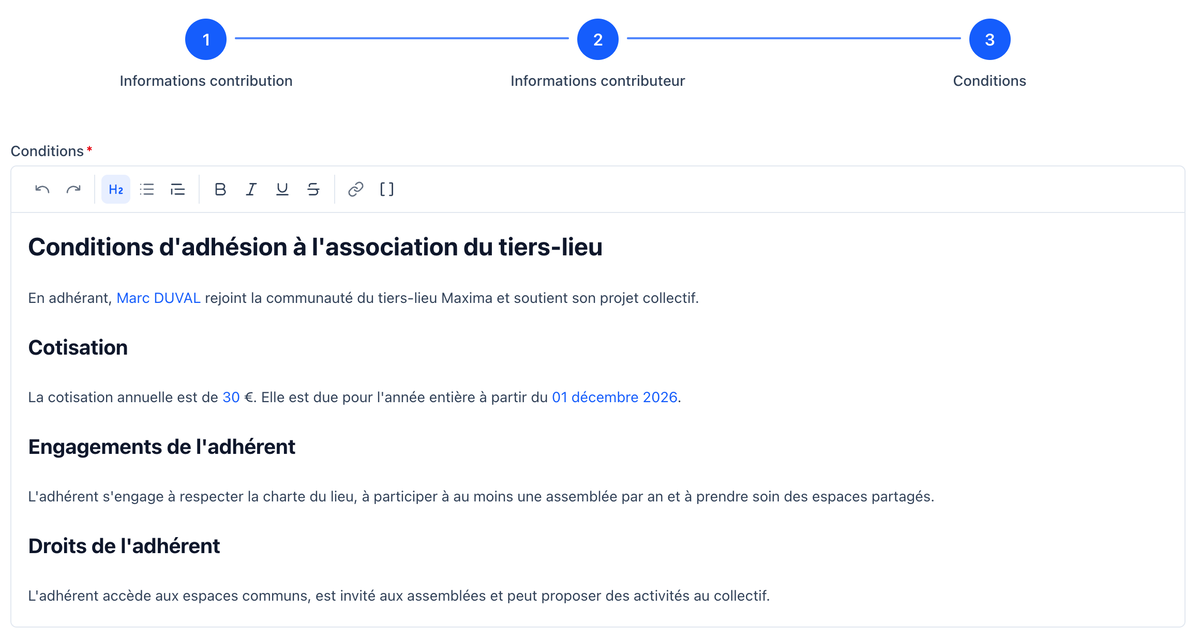 1
2
3
Informations contribution
Informations contributeur
Conditions
Conditions*
H2
B
I
U
S
[]
Conditions d'adhésion à l'association du tiers-lieu
En adhérant, Marc DUVAL rejoint la communauté du tiers-lieu Maxima et soutient son projet collectif.
Cotisation
La cotisation annuelle est de 30 €. Elle est due pour l'année entière à partir du 01 décembre 2026.
Engagements de l'adhérent
L'adhérent s'engage à respecter la charte du lieu, à participer à au moins une assemblée par an et à prendre soin des espaces partagés.
Droits de l'adhérent
L'adhérent accède aux espaces communs, est invité aux assemblées et peut proposer des activités au collectif.